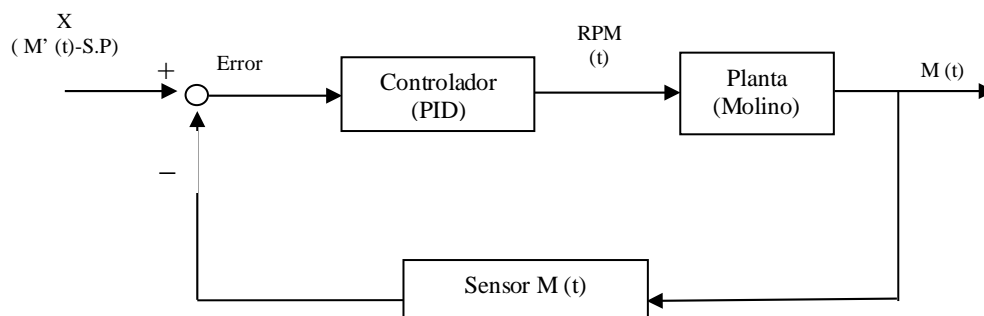 X
( M' (t)-S.P)
+
Error
Controlador
(PID)
RPM
(t)
Planta
(Molino)
M (t)
−
Sensor M (t)